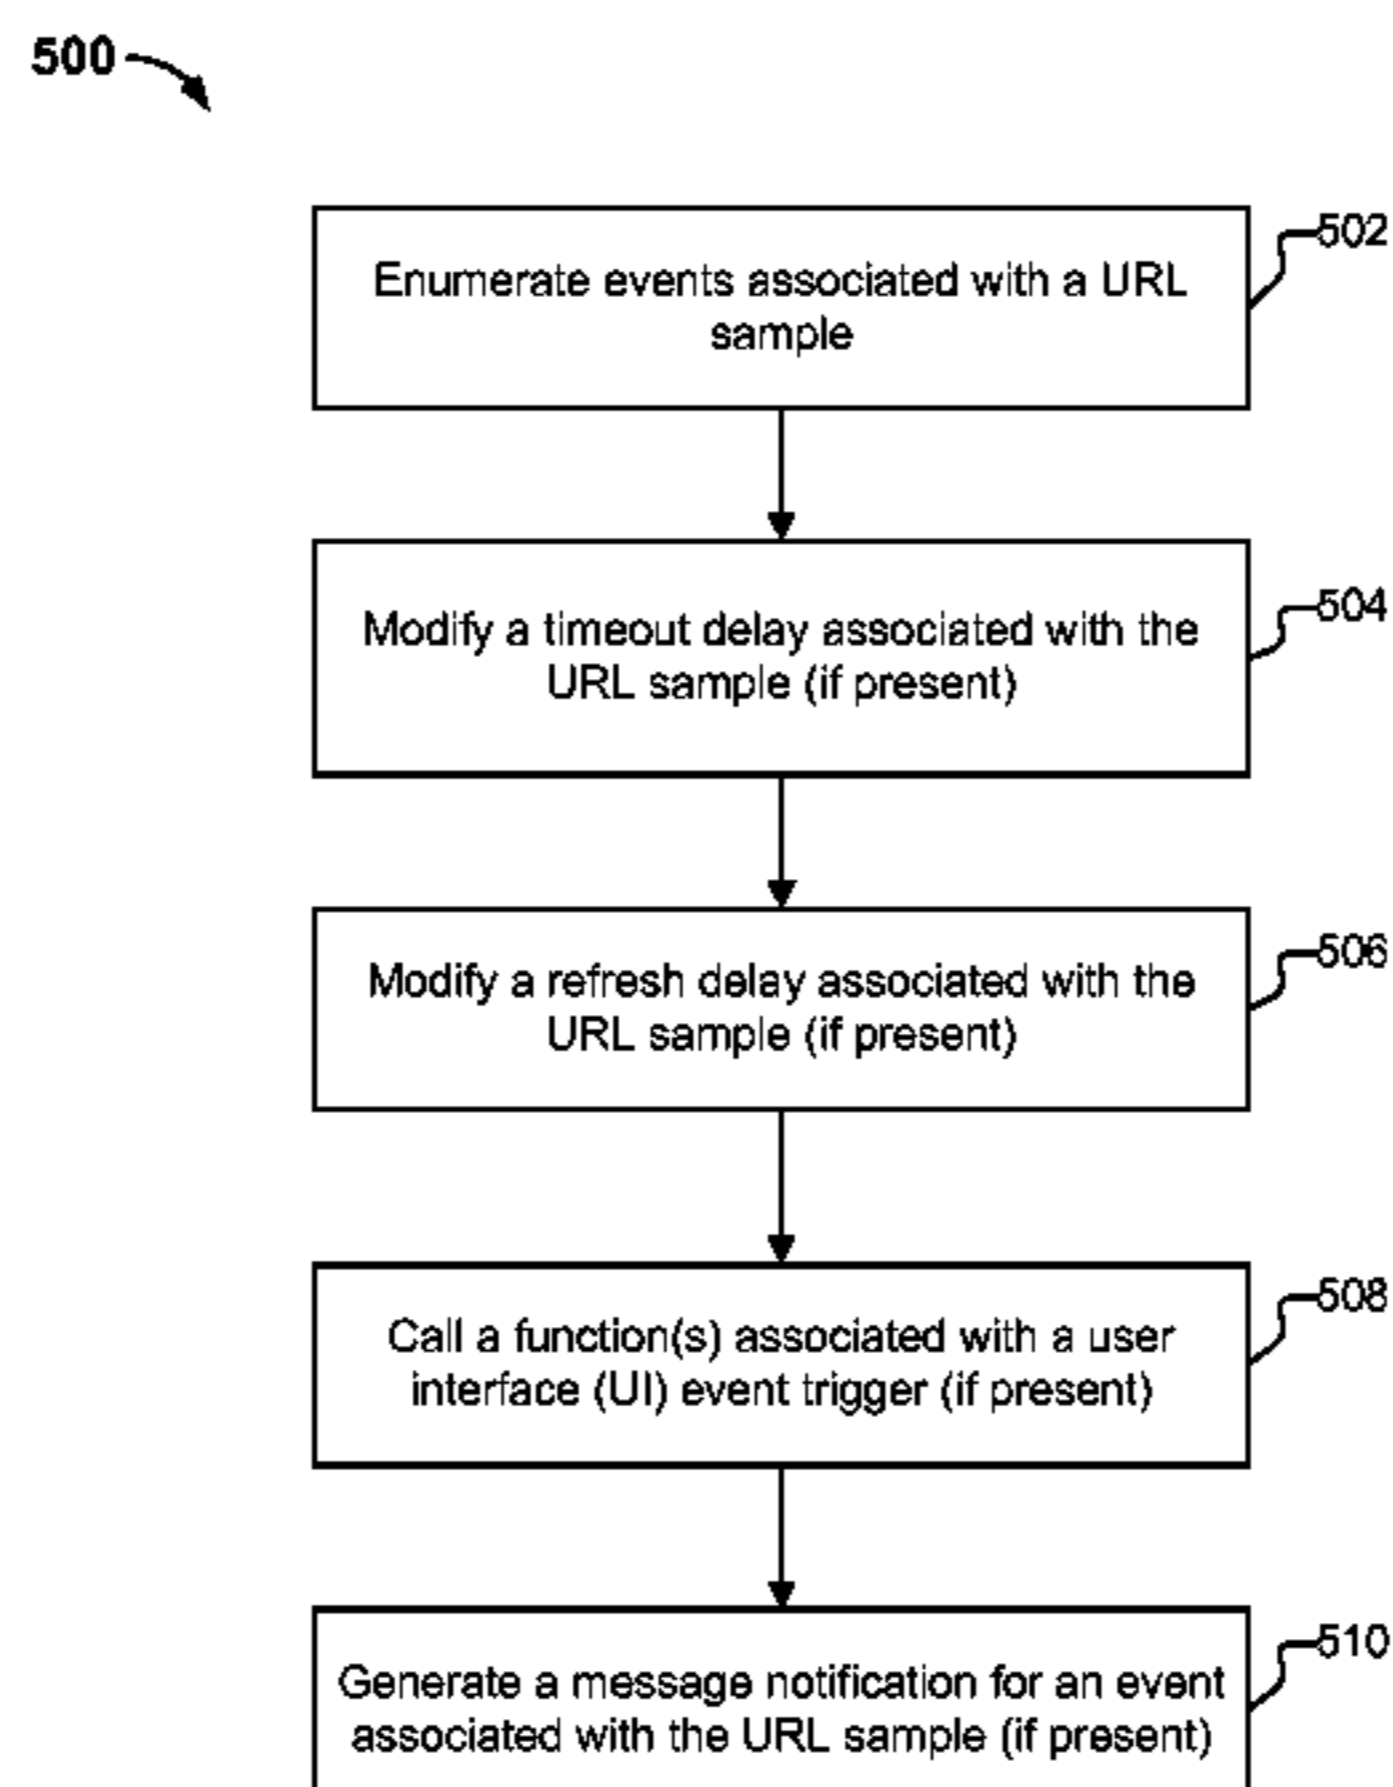 500
502
Enumerate events associated with a URL
sample
504
Modify a timeout delay associated with the
URL sample (if present)
506
Modify a refresh delay associated with the
URL sample (if present)
508
Call a function(s) associated with a user
interface (UI) event trigger (if present)
510
Generate a message notification for an event
associated with the URL sample (if present)